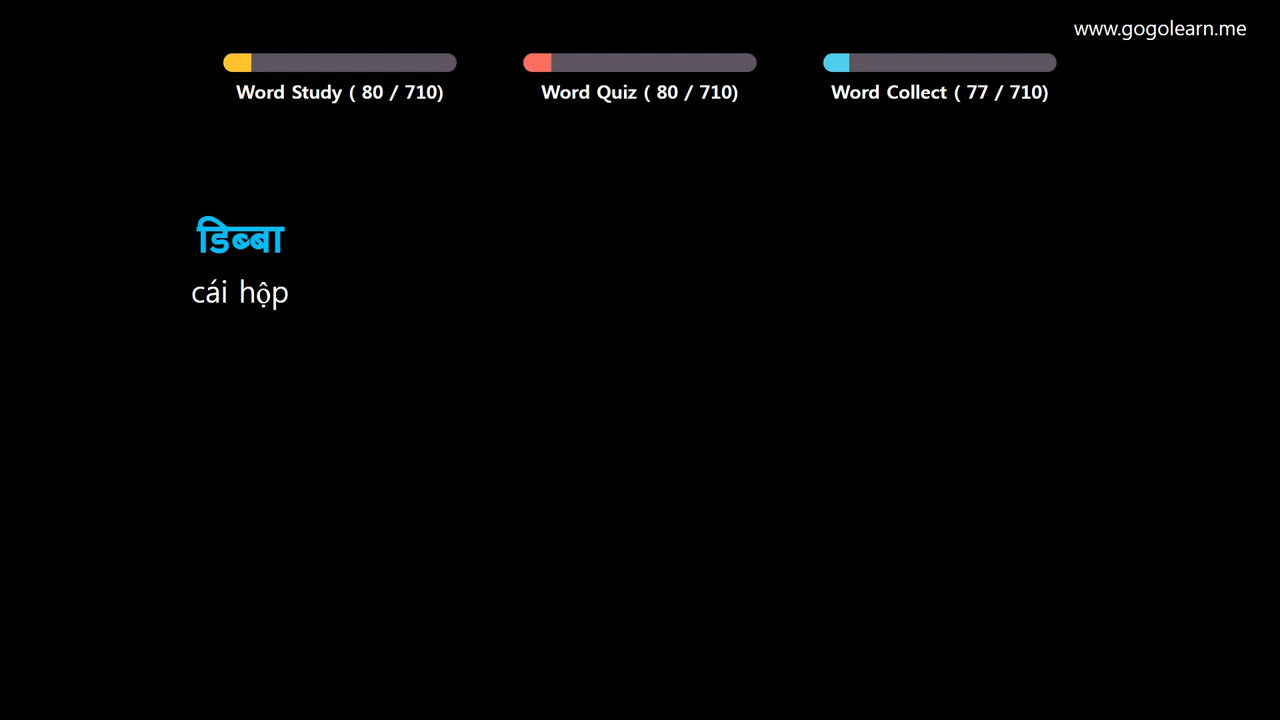 www.gogolearn.me
Word Study ( 80 / 710)
Word Quiz ( 80 / 710)
Word Collect ( 77 / 710)
डिब्बा
cái hộp